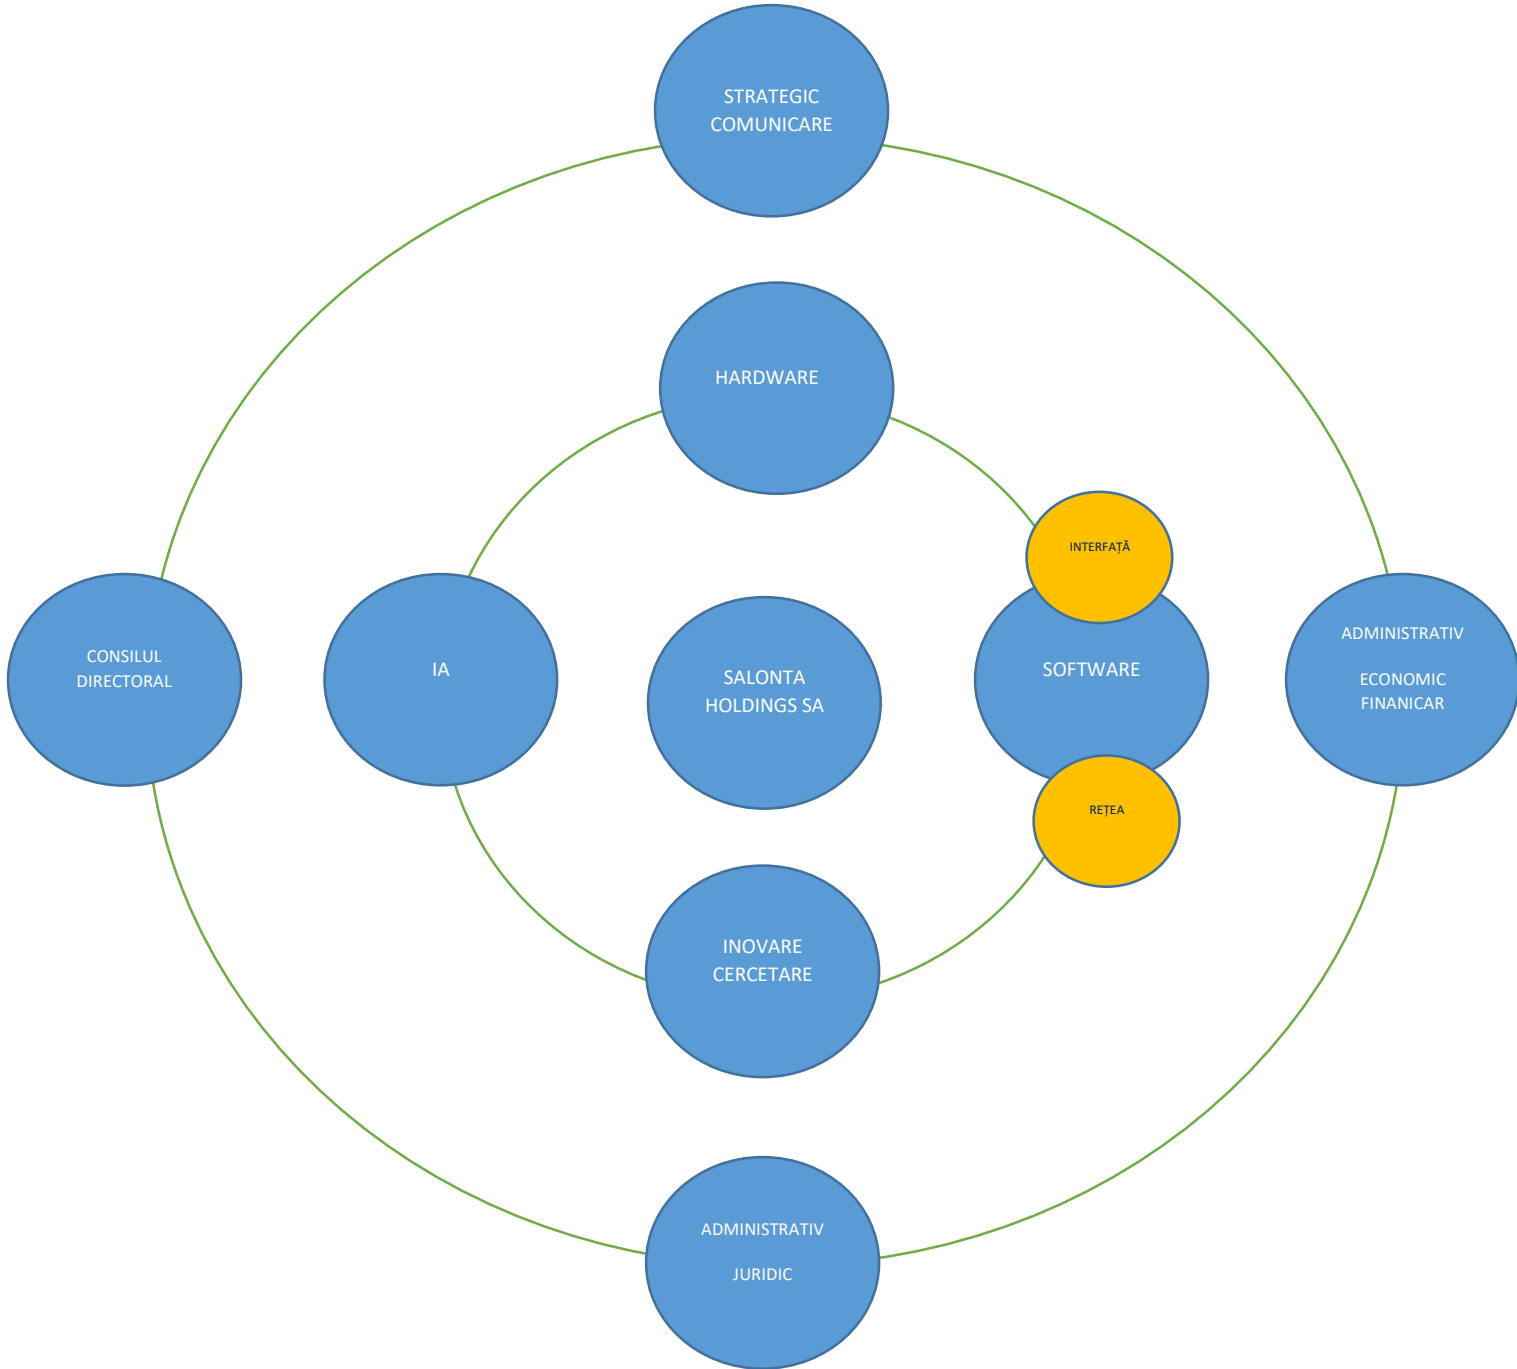 STRATEGIC
COMUNICARE
HARDWARE
INTERFAȚĂ
CONSILUL
DIRECTORAL
IA
SALONTA
HOLDINGS SA
SOFTWARE
ADMINISTRATIV
ECONOMIC
FINANICAR
REȚEA
INOVARE
CERCETARE
ADMINISTRATIV
JURIDIC